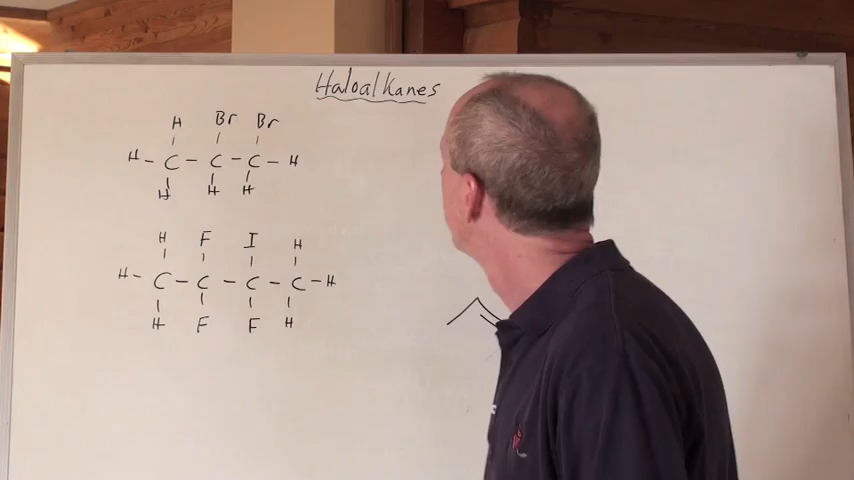 Haloalkanes
H Br Br
H - C - C - C - H
H H H
H F I H
H - C - C - C - C - H
H F F H